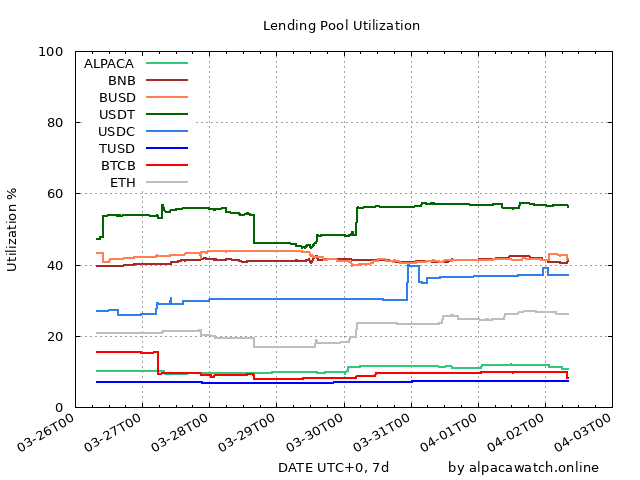 Lending Pool Utilization
100
80
60
40
20
0
Utilization %
ALPACA
BNB
BUSD
USDT
USDC
TUSD
BTCB
ETH
03-26T00
03-27T00
03-28T00
03-29T00
03-30T00
03-31T00
04-01T00
04-02T00
04-03T00
DATE UTC+0, 7d
by alpacawatch.online